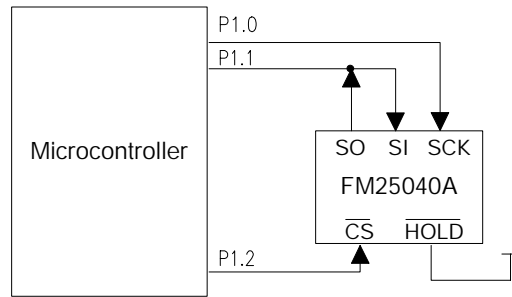 P1.0
P1.1
Microcontroller
SO SI SCK
FM25040A
CS HOLD
P1.2